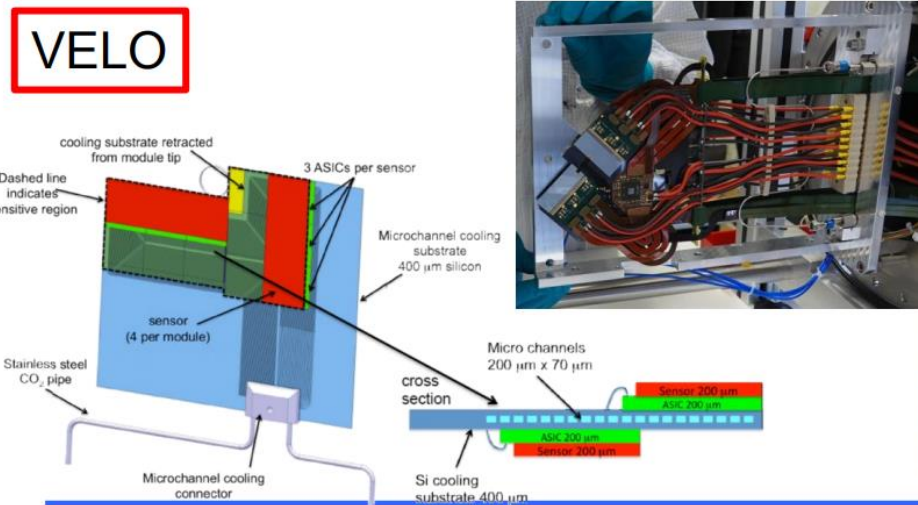 VELO
cooling substrate retracted
from module tip
3 ASICs per sensor
Dashed line
indicates
ensitive region
Microchannel cooling
substrate
400 μm silicon
sensor
(4 per module)
Micro channels
200 μm x 70 μm
Stainless steel
CO₂ pipe
cross
section
Sensor 200 μm
ASIC 200 μm
ASIC 200 μm
Sensor 200 μm
Microchannel cooling
connector
Si cooling
substrate 400 μm